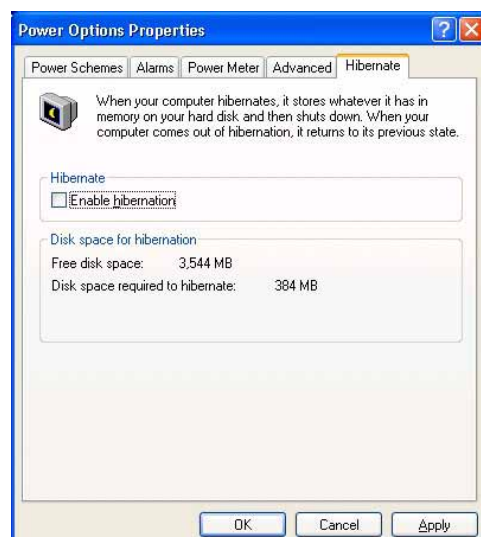 Power Options Properties
Power Schemes Alarms Power Meter Advanced Hibernate
When your computer hibernates, it stores whatever it has in
memory on your hard disk and then shuts down. When your
computer comes out of hibernation, it returns to its previous state.
Hibernate
Enable hibernation
Disk space for hibernation
Free disk space: 3,544 MB
Disk space required to hibernate: 384 MB
OK Cancel Apply